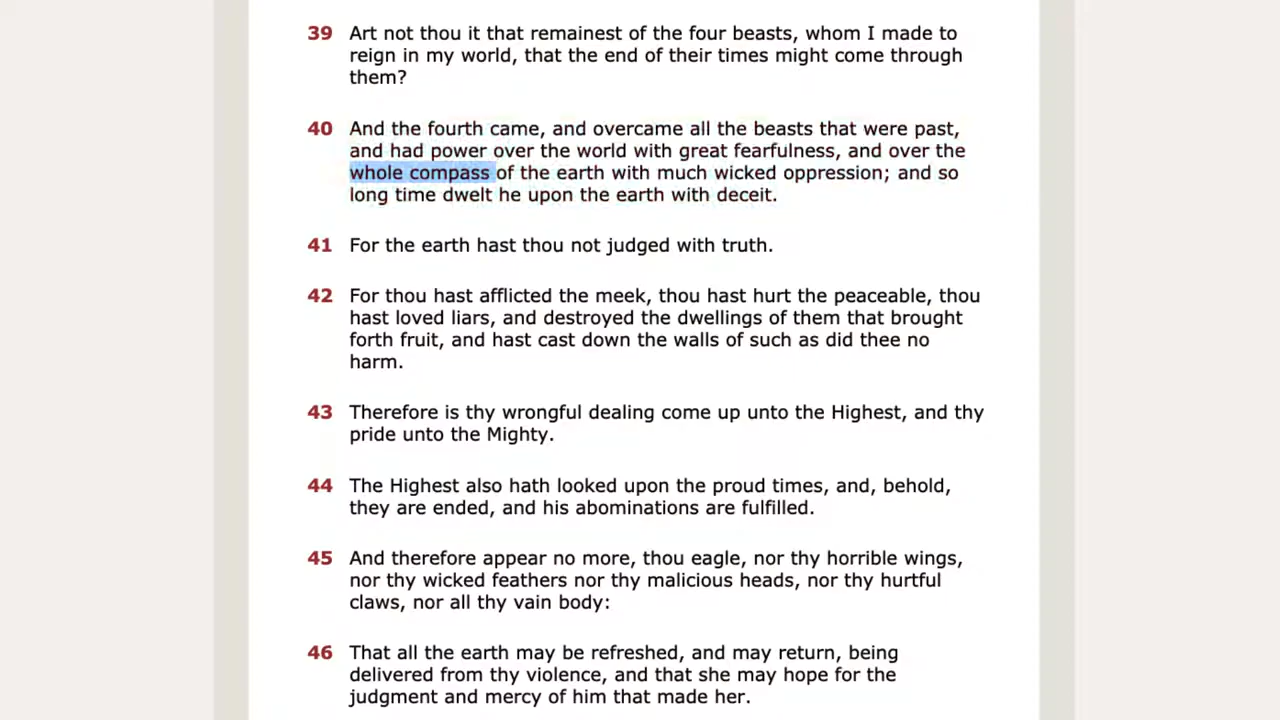 39 Art not thou it that remainest of the four beasts, whom I made to
reign in my world, that the end of their times might come through
them?
40 And the fourth came, and overcame all the beasts that were past,
and had power over the world with great fearfulness, and over the
whole compass of the earth with much wicked oppression; and so
long time dwelt he upon the earth with deceit.
41 For the earth hast thou not judged with truth.
42 For thou hast afflicted the meek, thou hast hurt the peaceable, thou
hast loved liars, and destroyed the dwellings of them that brought
forth fruit, and hast cast down the walls of such as did thee no
harm.
43 Therefore is thy wrongful dealing come up unto the Highest, and thy
pride unto the Mighty.
44 The Highest also hath looked upon the proud times, and, behold,
they are ended, and his abominations are fulfilled.
45 And therefore appear no more, thou eagle, nor thy horrible wings,
nor thy wicked feathers nor thy malicious heads, nor thy hurtful
claws, nor all thy vain body:
46 That all the earth may be refreshed, and may return, being
delivered from thy violence, and that she may hope for the
judgment and mercy of him that made her.